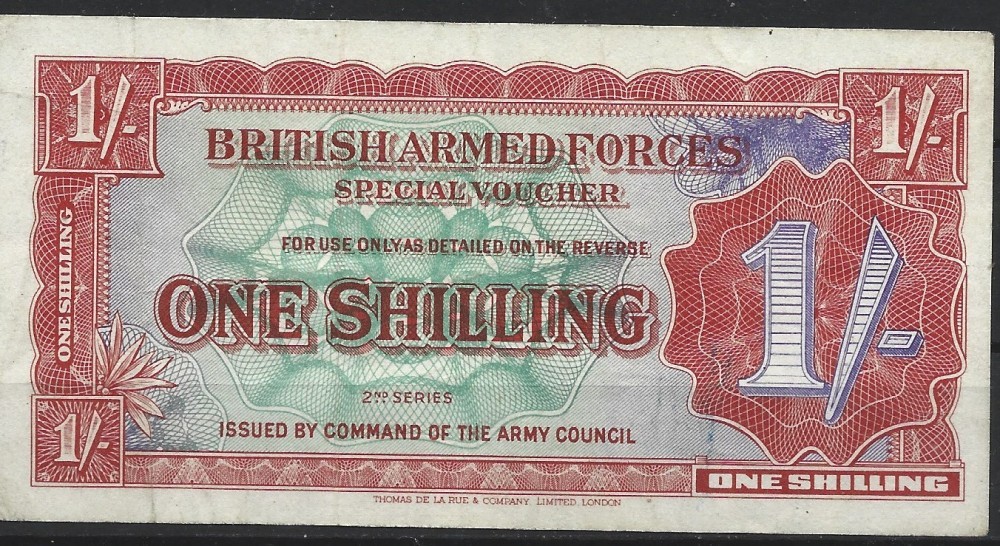 1/-
1/-
BRITISH ARMED FORCES
SPECIAL VOUCHER
FOR USE ONLY AS DETAILED ON THE REVERSE
ONE SHILLING
ONE SHILLING
1/-
2ND SERIES
ISSUED BY COMMAND OF THE ARMY COUNCIL
1/-
ONE SHILLING
THOMAS DE LA RUE & COMPANY, LIMITED, LONDON